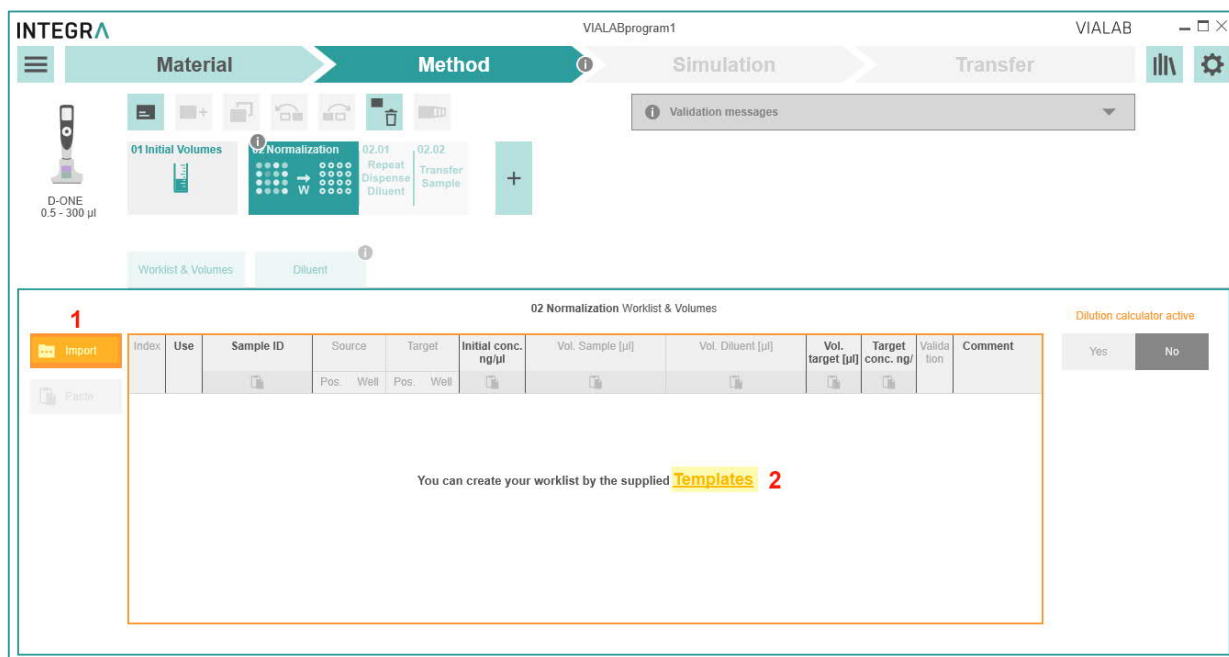 INTEGRA
VIALABprogram1
VIALAB
Material
Method
Simulation
Transfer
Validation messages
01 Initial Volumes
02 Normalization
W
02.01
Repeat
Dispense
Diluent
02.02
Transfer
Sample
+
D-ONE
0.5 - 300 µl
Worklist & Volumes
Diluent
02 Normalization Worklist & Volumes
Dilution calculator active
1
Import
Paste
Index
Use
Sample ID
Source
Target
Initial conc.
ng/µl
Vol. Sample [µl]
Vol. Diluent [µl]
Vol.
target [µl]
Target
conc. ng/
Valida
tion
Comment
Pos. Well Pos. Well
Yes
No
You can create your worklist by the supplied Templates 2